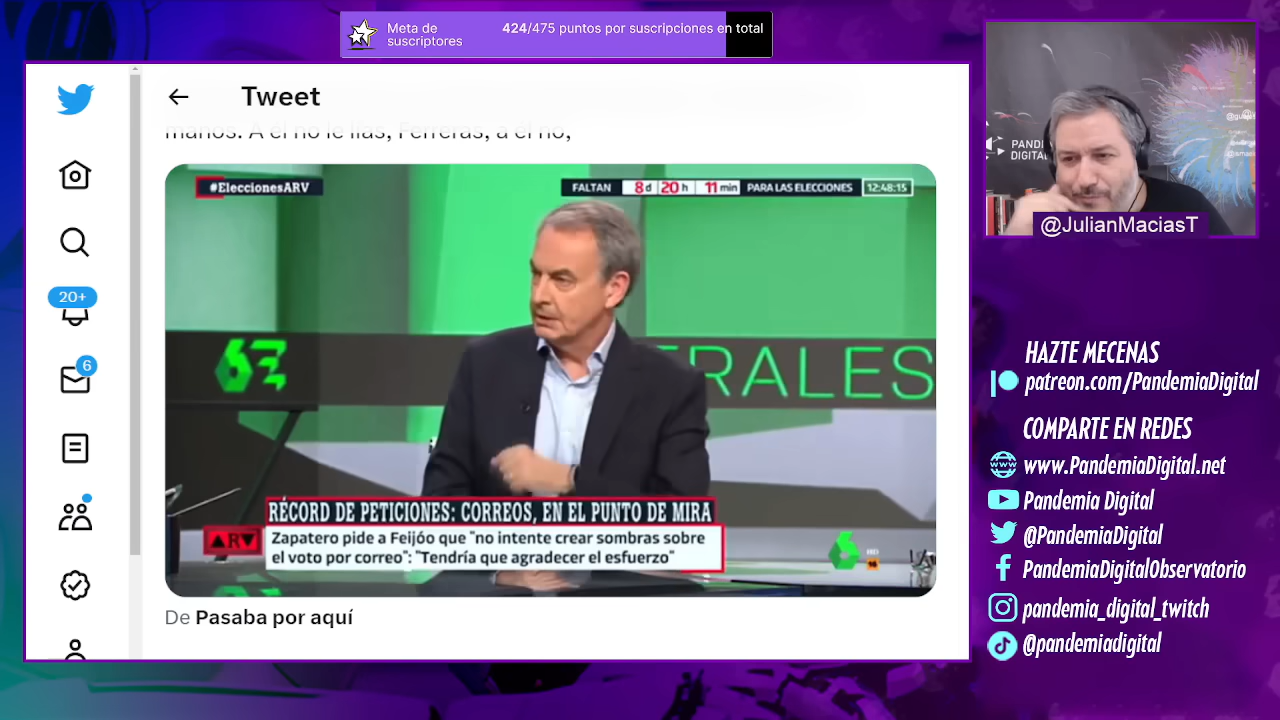 Meta de
suscriptores
424/475 puntos por suscripciones en total
Tweet
manos. A él no le lías, Ferreras, a él no,
20+
6
#EleccionesARV
FALTAN 8 d 20 h 11 min PARA LAS ELECCIONES 12:48:15
RALES
RÉCORD DE PETICIONES: CORREOS, EN EL PUNTO DE MIRA
ARV
Zapatero pide a Feijóo que "no intente crear sombras sobre
el voto por correo": "Tendría que agradecer el esfuerzo"
6
HD
De Pasaba por aquí
PANDE
DIGITAL
@JulianMaciasT
HAZTE MECENAS
patreon.com/PandemiaDigital
COMPARTE EN REDES
www.PandemiaDigital.net
Pandemia Digital
@PandemiaDigital
PandemiaDigitalObservatorio
pandemia_digital_twitch
@pandemiadigital